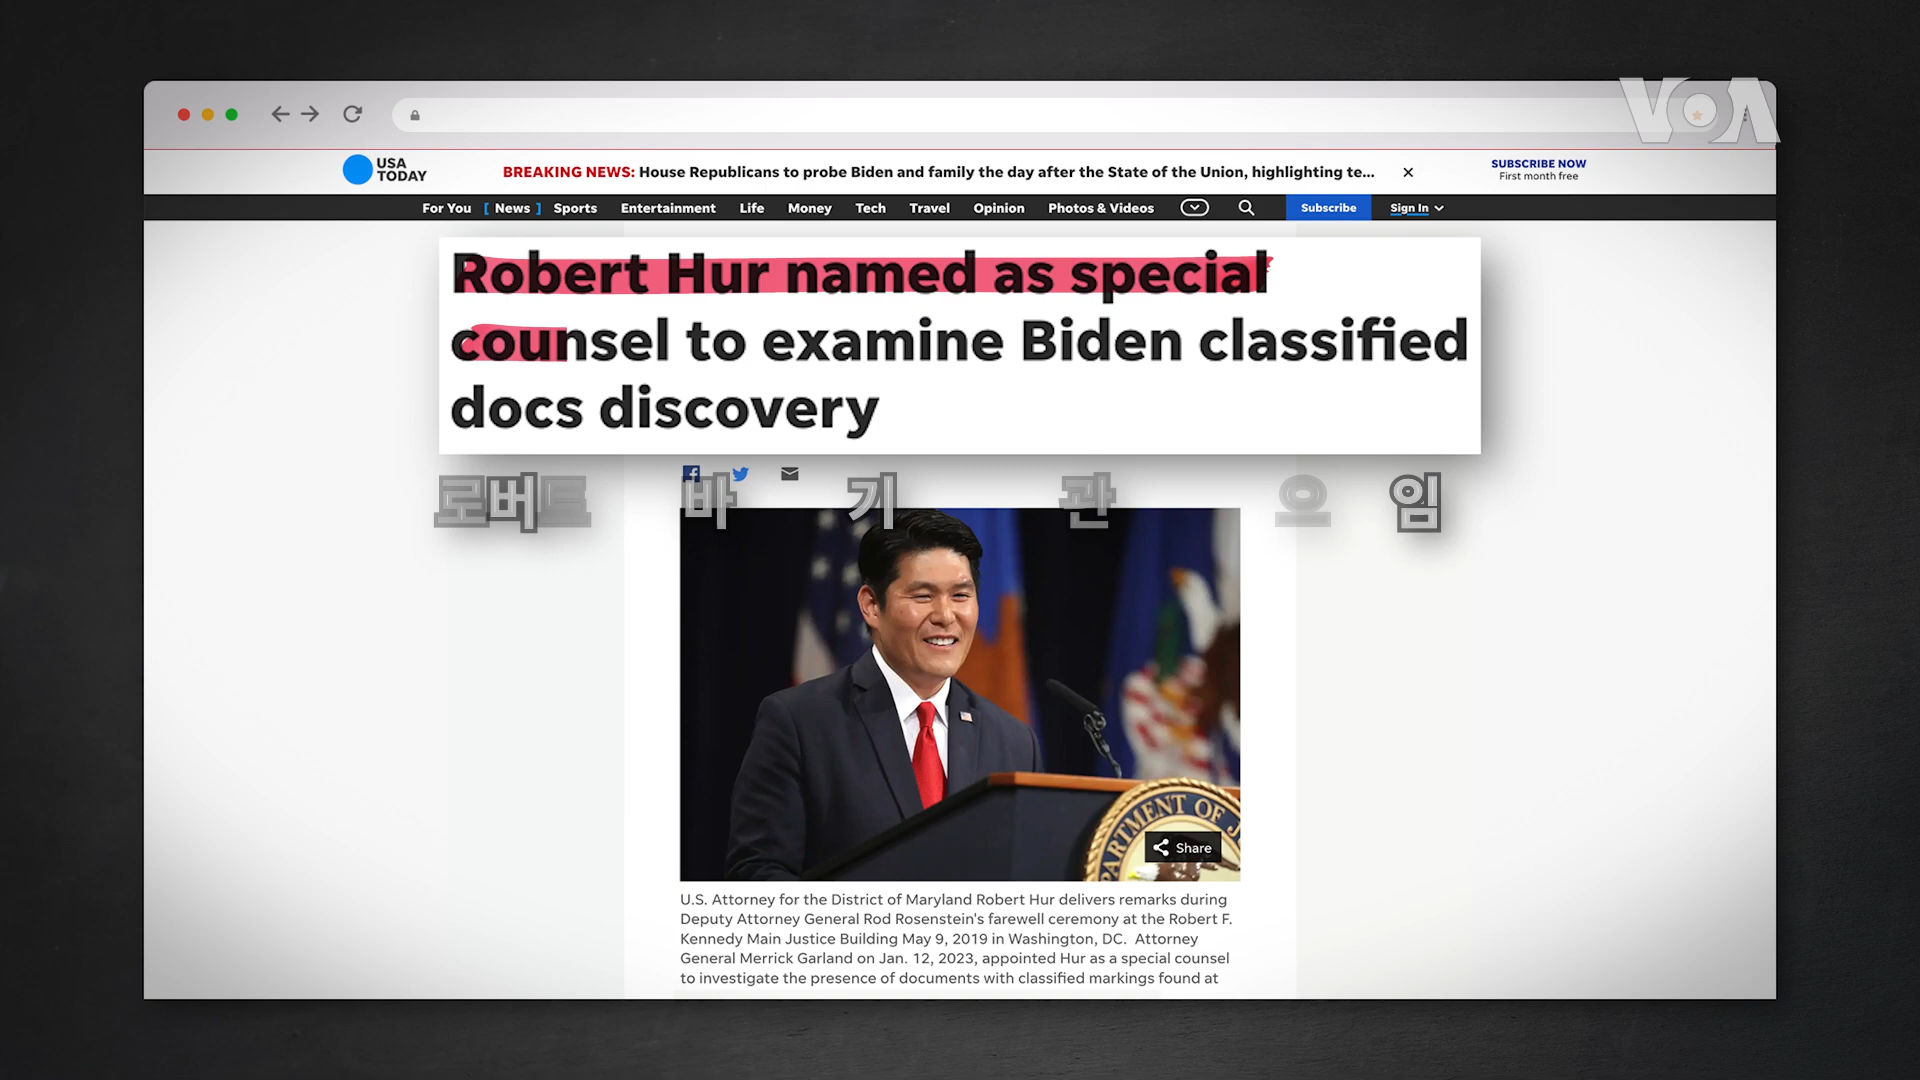 VOA
USA
TODAY
BREAKING NEWS: House Republicans to probe Biden and family the day after the State of the Union, highlighting te...
SUBSCRIBE NOW
First month free
For You [ News ] Sports Entertainment Life Money Tech Travel Opinion Photos & Videos Subscribe Sign In
Robert Hur named as special
counsel to examine Biden classified
docs discovery
로버트 바 기 관 으 임
ARTMENT OF J
Share
U.S. Attorney for the District of Maryland Robert Hur delivers remarks during
Deputy Attorney General Rod Rosenstein's farewell ceremony at the Robert F.
Kennedy Main Justice Building May 9, 2019 in Washington, DC. Attorney
General Merrick Garland on Jan. 12, 2023, appointed Hur as a special counsel
to investigate the presence of documents with classified markings found at